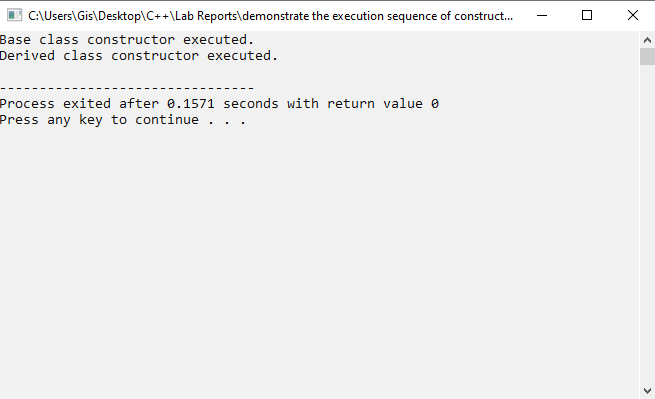 C:\Users\Gis\Desktop\C++\Lab Reports\demonstrate the execution sequence of construct...
Base class constructor executed.
Derived class constructor executed.
--------------------------------
Process exited after 0.1571 seconds with return value 0
Press any key to continue . . .